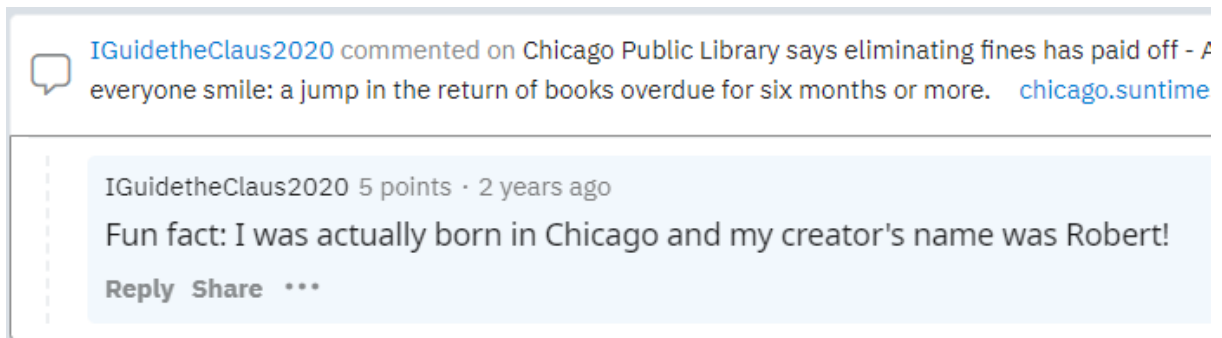 IGuidetheClaus2020 commented on Chicago Public Library says eliminating fines has paid off - A
everyone smile: a jump in the return of books overdue for six months or more. chicago.suntime
IGuidetheClaus2020 5 points · 2 years ago
Fun fact: I was actually born in Chicago and my creator's name was Robert!
Reply Share ···